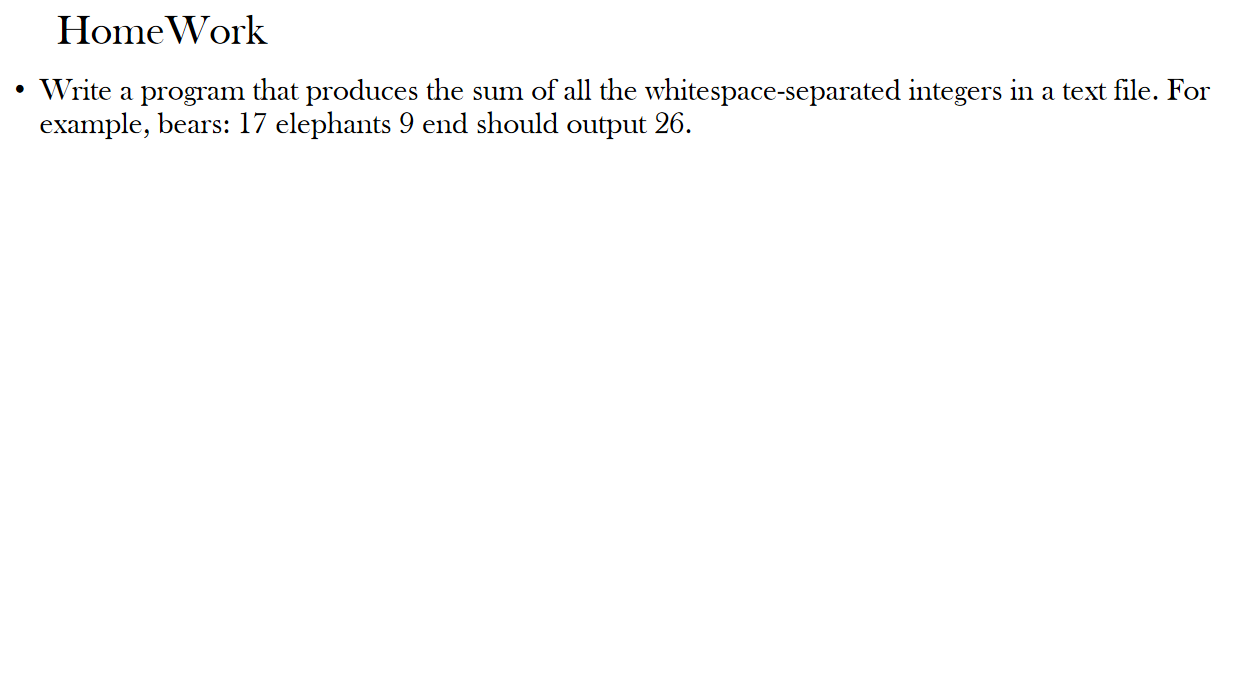 HomeWork
• Write a program that produces the sum of all the whitespace-separated integers in a text file. For
example, bears: 17 elephants 9 end should output 26.